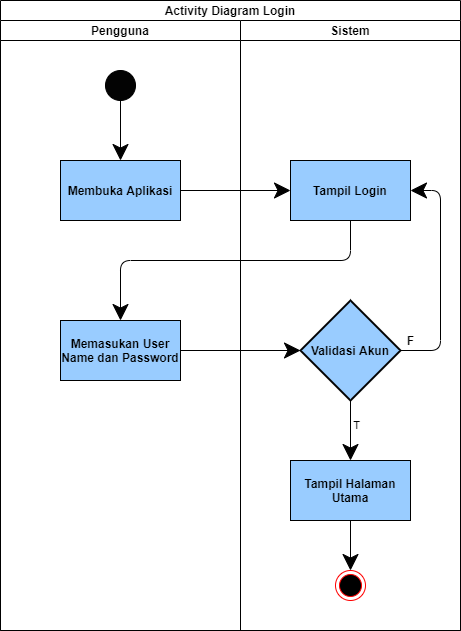 Activity Diagram Login
Pengguna
Sistem
Membuka Aplikasi
Tampil Login
Memasukan User
Name dan Password
Validasi Akun
F
T
Tampil Halaman
Utama